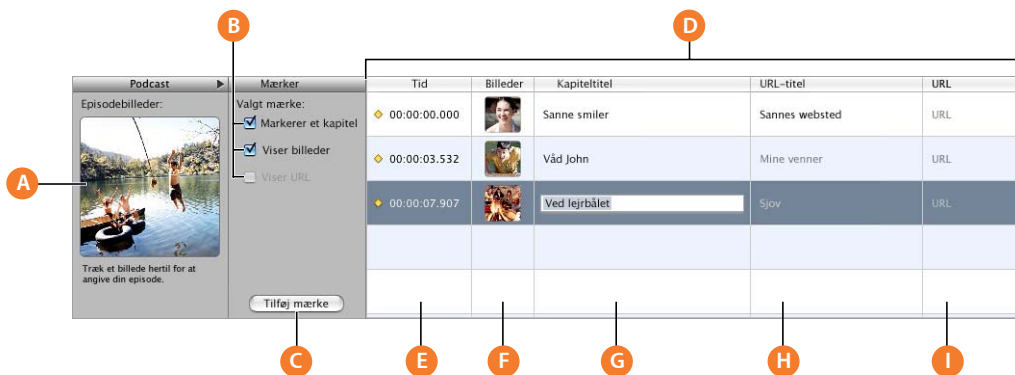 B
D
Podcast
Mærker
Tid
Billeder
Kapiteltitel
URL-titel
URL
Episodebilleder:
Valgt mærke:
Markerer et kapitel
Viser billeder
Viser URL
00:00:00.000
Sanne smiler
Sannes websted
URL
00:00:03.532
Våd John
Mine venner
URL
A
00:00:07.907
Ved lejrbålet
Sjov
URL
Træk et billede hertil for at
angive din episode.
Tilføj mærke
C
E
F
G
H
I